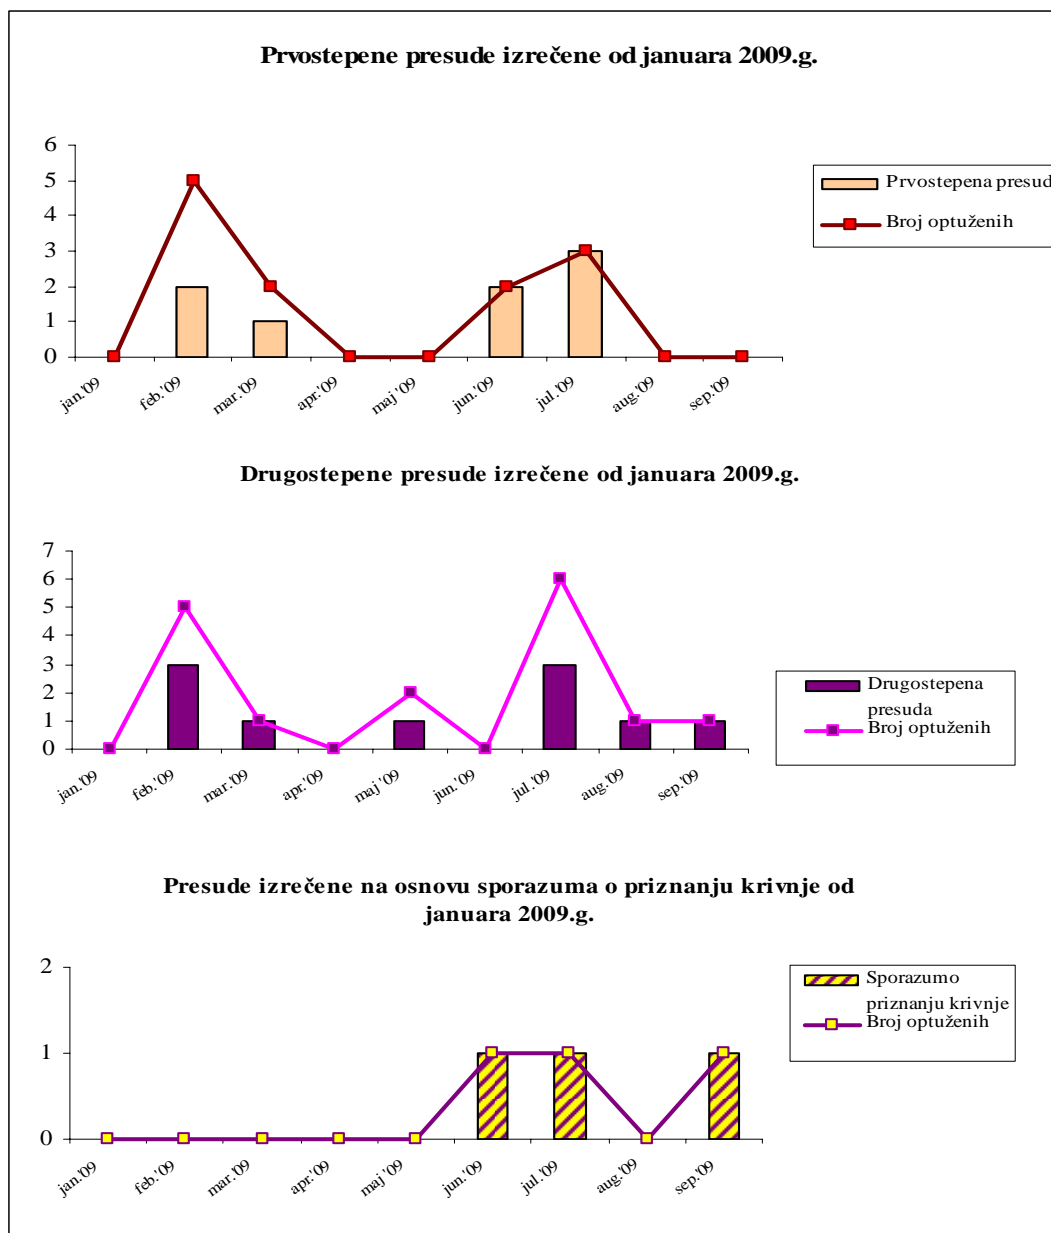 Prvostepene presude izrečene od januara 2009.g.
6
5
4
3
2
1
0
jan.'09
feb.'09
mar.'09
apr.'09
maj '09
jun.'09
jul.'09
aug.'09
sep.'09
Prvostepena presud
Broj optuženih
Drugostepene presude izrečene od januara 2009.g.
7
6
5
4
3
2
1
0
jan.'09
feb.'09
mar.'09
apr.'09
maj '09
jun.'09
jul.'09
aug.'09
sep.'09
Drugostepena
presuda
Broj optuženih
Presude izrečene na osnovu sporazuma o priznanju krivnje od
januara 2009.g.
2
1
0
jan.'09
feb.'09
mar.'09
apr.'09
maj '09
jun.'09
jul.'09
aug.'09
sep.'09
Sporazumo
priznanju krivnje
Broj optuženih